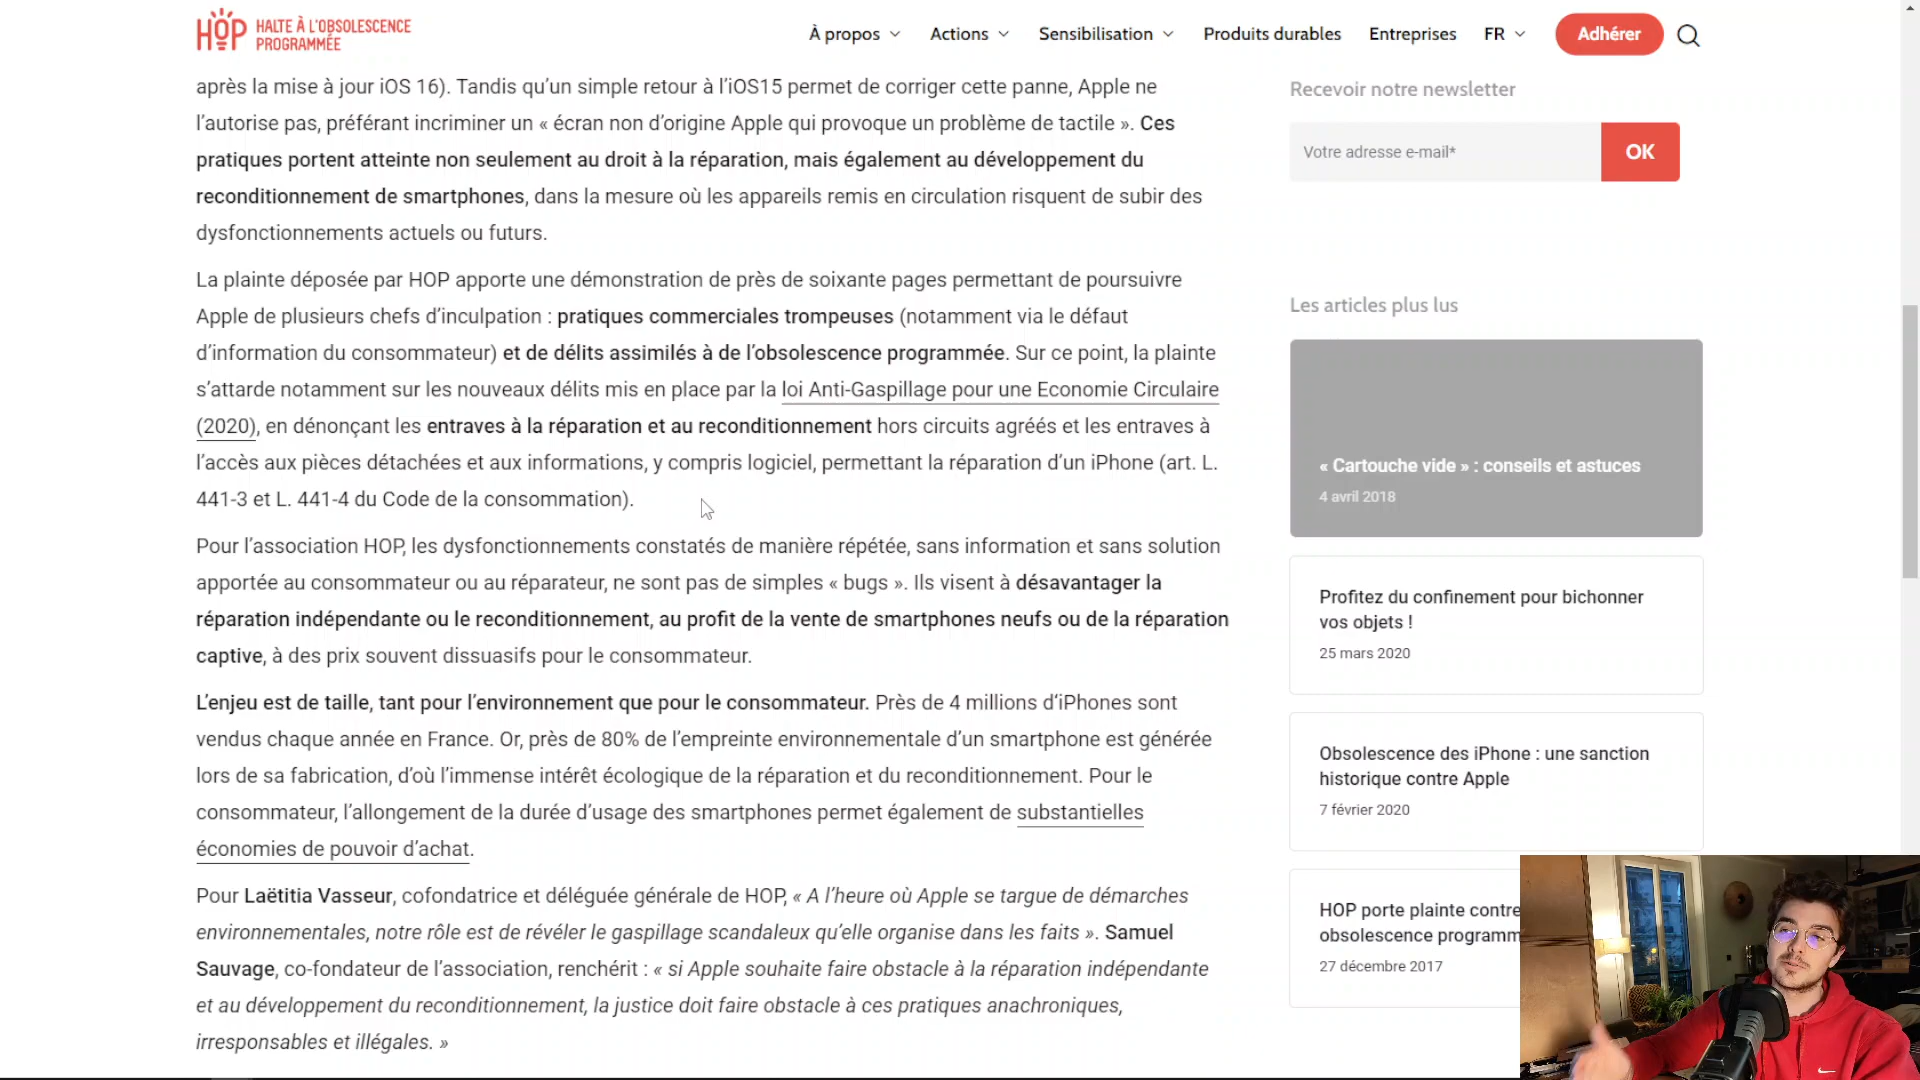 HOP HALTE À L'OBSOLESCENCE
PROGRAMMÉE
À propos
Actions
Sensibilisation
Produits durables
Entreprises
FR
Adhérer
après la mise à jour iOS 16). Tandis qu’un simple retour à l’iOS15 permet de corriger cette panne, Apple ne
l’autorise pas, préférant incriminer un « écran non d’origine Apple qui provoque un problème de tactile ». Ces
pratiques portent atteinte non seulement au droit à la réparation, mais également au développement du
reconditionnement de smartphones, dans la mesure où les appareils remis en circulation risquent de subir des
dysfonctionnements actuels ou futurs.
La plainte déposée par HOP apporte une démonstration de près de soixante pages permettant de poursuivre
Apple de plusieurs chefs d’inculpation : pratiques commerciales trompeuses (notamment via le défaut
d’information du consommateur) et de délits assimilés à de l’obsolescence programmée. Sur ce point, la plainte
s’attarde notamment sur les nouveaux délits mis en place par la loi Anti-Gaspillage pour une Economie Circulaire
(2020), en dénonçant les entraves à la réparation et au reconditionnement hors circuits agréés et les entraves à
l’accès aux pièces détachées et aux informations, y compris logiciel, permettant la réparation d’un iPhone (art. L.
441-3 et L. 441-4 du Code de la consommation).
Pour l’association HOP, les dysfonctionnements constatés de manière répétée, sans information et sans solution
apportée au consommateur ou au réparateur, ne sont pas de simples « bugs ». Ils visent à désavantager la
réparation indépendante ou le reconditionnement, au profit de la vente de smartphones neufs ou de la réparation
captive, à des prix souvent dissuasifs pour le consommateur.
L’enjeu est de taille, tant pour l’environnement que pour le consommateur. Près de 4 millions d‘iPhones sont
vendus chaque année en France. Or, près de 80% de l’empreinte environnementale d’un smartphone est générée
lors de sa fabrication, d’où l’immense intérêt écologique de la réparation et du reconditionnement. Pour le
consommateur, l’allongement de la durée d’usage des smartphones permet également de substantielles
économies de pouvoir d’achat.
Pour Laëtitia Vasseur, cofondatrice et déléguée générale de HOP, « A l’heure où Apple se targue de démarches
environnementales, notre rôle est de révéler le gaspillage scandaleux qu’elle organise dans les faits ». Samuel
Sauvage, co-fondateur de l’association, renchérit : « si Apple souhaite faire obstacle à la réparation indépendante
et au développement du reconditionnement, la justice doit faire obstacle à ces pratiques anachroniques,
irresponsables et illégales. »
Recevoir notre newsletter
Votre adresse e-mail*
OK
Les articles plus lus
« Cartouche vide » : conseils et astuces
4 avril 2018
Profitez du confinement pour bichonner
vos objets !
25 mars 2020
Obsolescence des iPhone : une sanction
historique contre Apple
7 février 2020
HOP porte plainte contre
obsolescence programm
27 décembre 2017